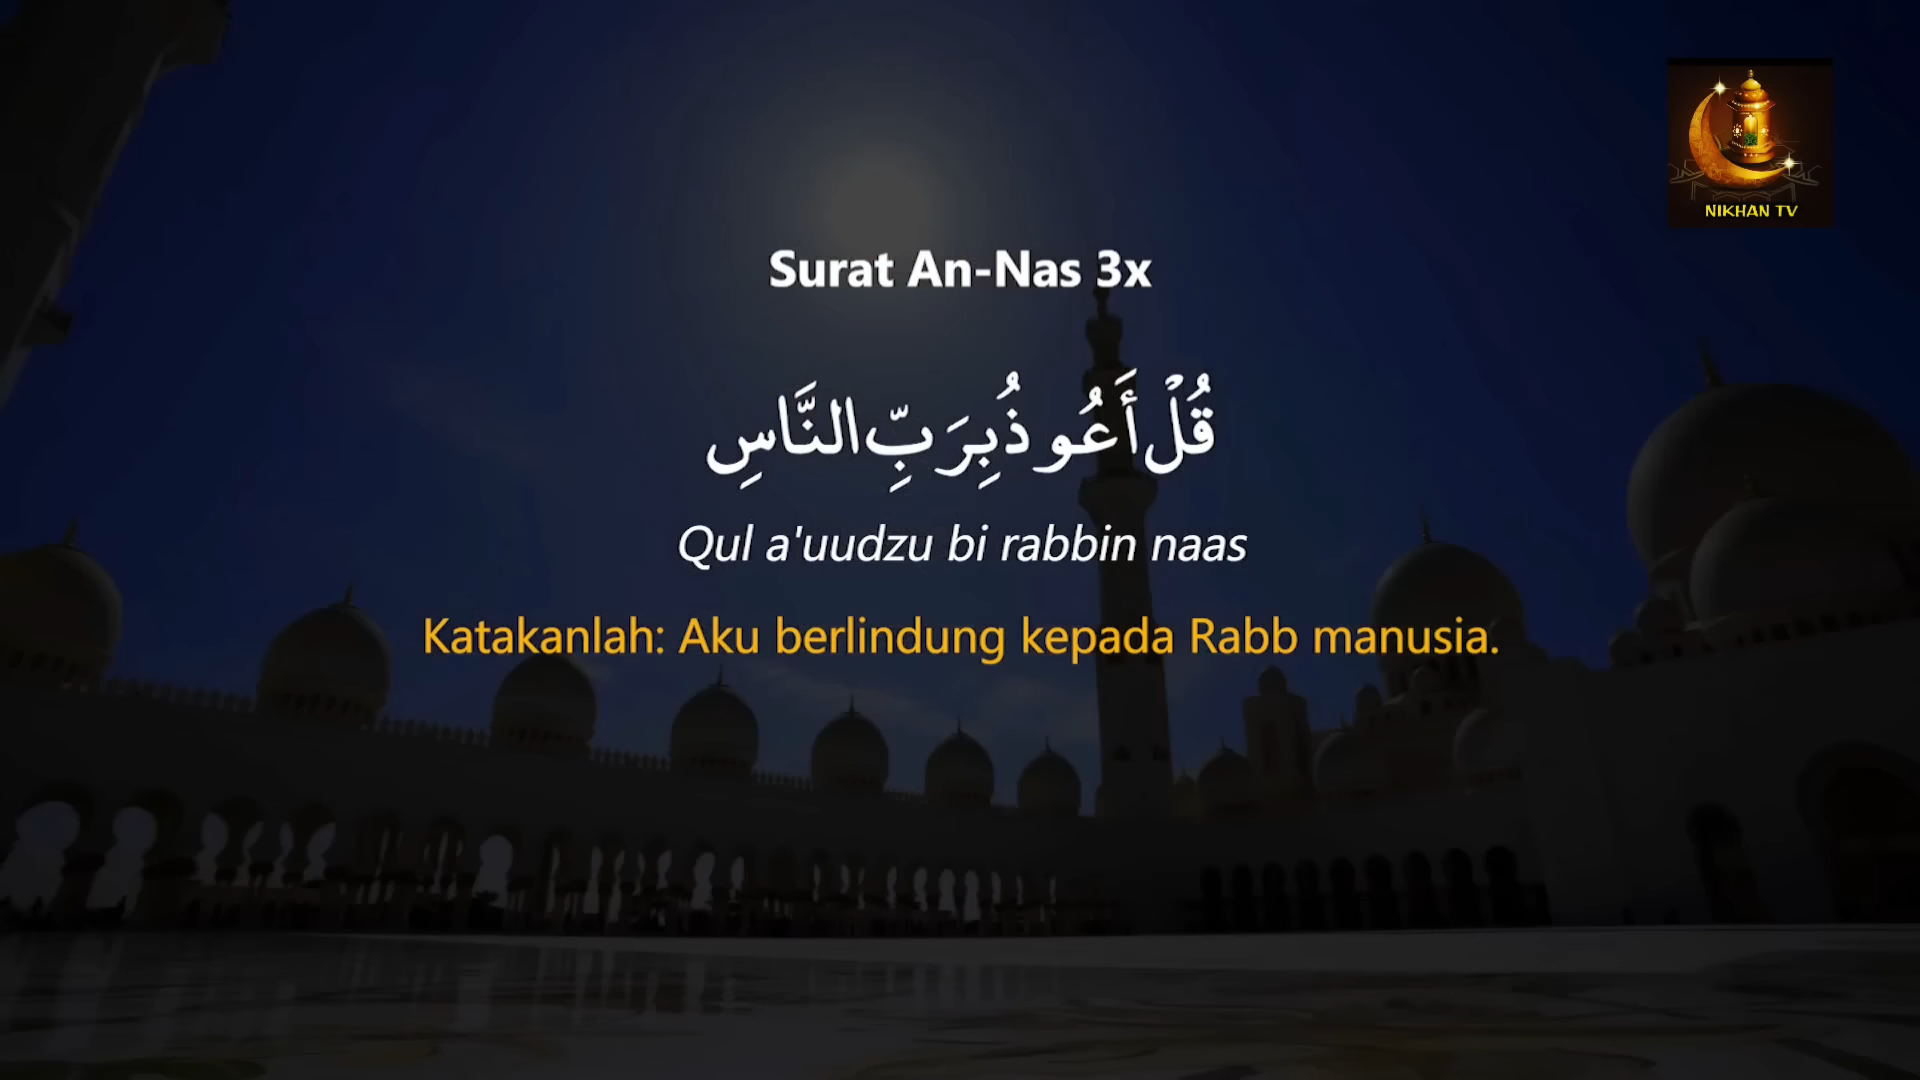 NIKHAN TV
Surat An-Nas 3x
قُلْ أَعُوذُ بِرَبِّ النَّاسِ
Qul a'uudzu bi rabbin naas
Katakanlah: Aku berlindung kepada Rabb manusia.